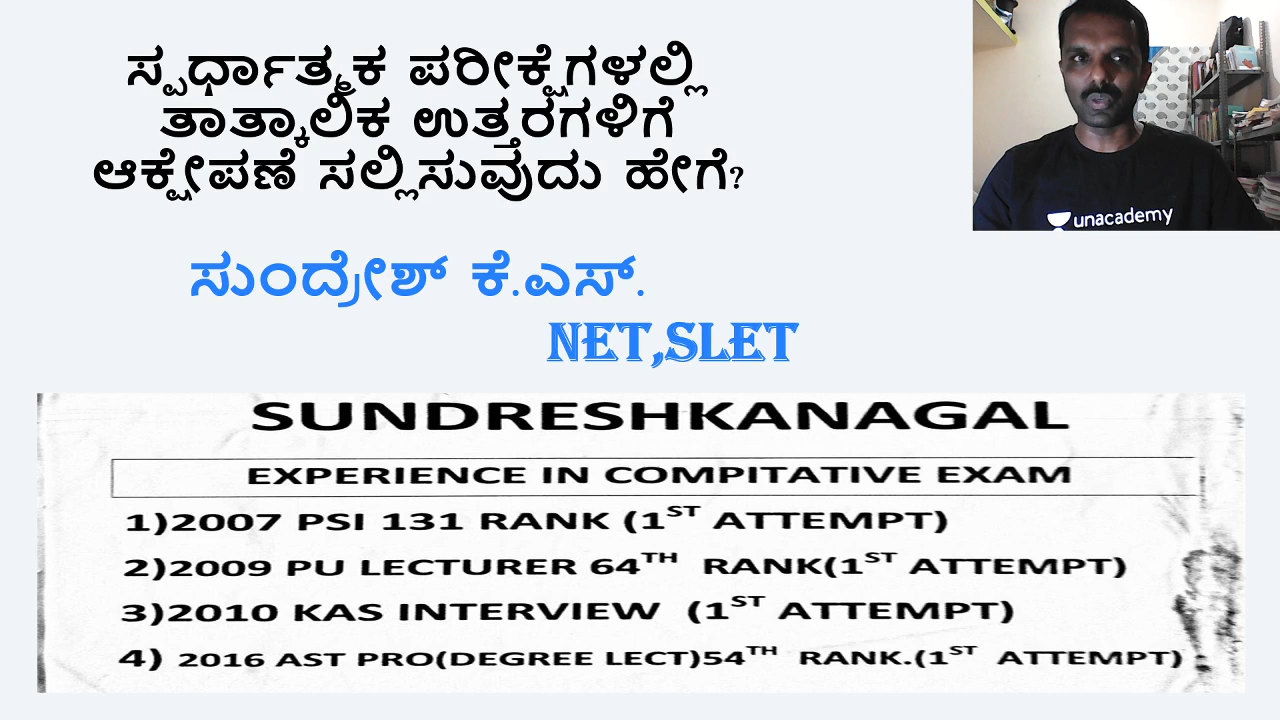 ಸ್ಪರ್ಧಾತ್ಮಕ ಪರೀಕ್ಷೆಗಳಲ್ಲಿ
ತಾತ್ಕಾಲಿಕ ಉತ್ತರಗಳಿಗೆ
ಆಕ್ಷೇಪಣೆ ಸಲ್ಲಿಸುವುದು ಹೇಗೆ?
unacademy
ಸುಂದ್ರೇಶ್ ಕೆ.ಎಸ್.
NET,SLET
SUNDRESHKANAGAL
EXPERIENCE IN COMPITATIVE EXAM
1)2007 PSI 131 RANK (1ST ATTEMPT)
2)2009 PU LECTURER 64TH RANK(1ST ATTEMPT)
3)2010 KAS INTERVIEW (1ST ATTEMPT)
4) 2016 AST PRO(DEGREE LECT)54TH RANK.(1ST ATTEMPT)